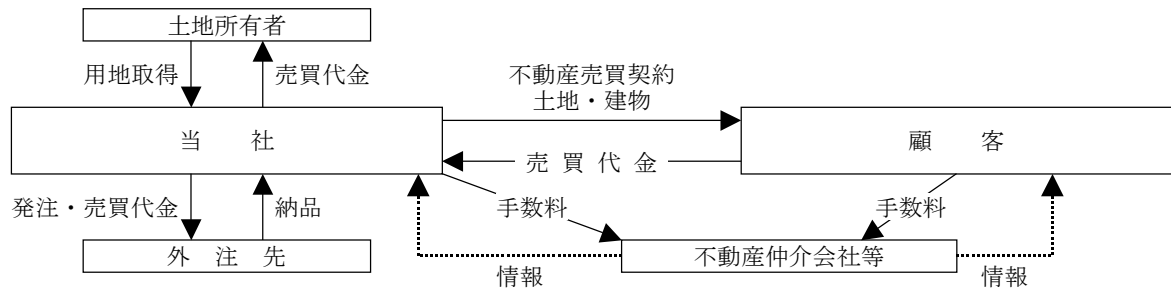 土地所有者
用地取得
売買代金
不動産売買契約
土地・建物
当　社
顧　客
売 買 代 金
発注・売買代金
納品
手数料
手数料
外 注 先
不動産仲介会社等
情報
情報